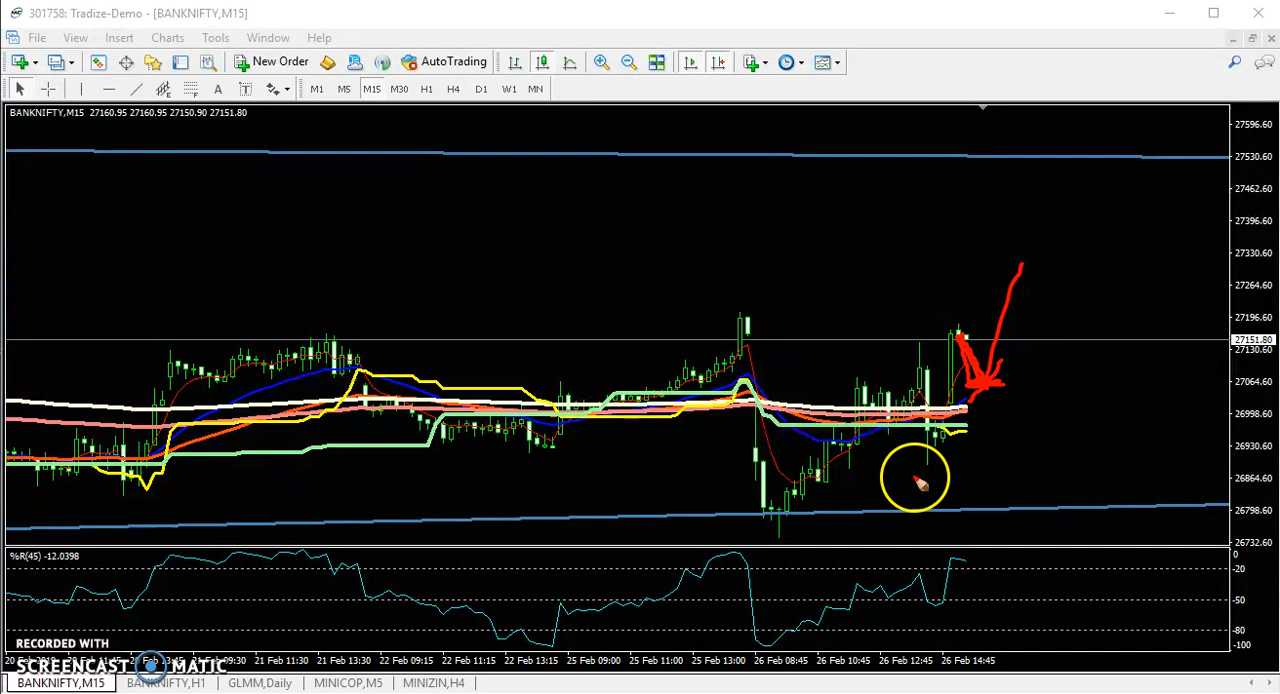 301758: Tradize-Demo - [BANKNIFTY,M15]
File View Insert Charts Tools Window Help
New Order AutoTrading
A T M1 M5 M15 M30 H1 H4 D1 W1 MN
BANKNIFTY,M15 27160.95 27160.95 27150.90 27151.80
27596.60
27530.60
27462.60
27396.60
27330.60
27264.60
27196.60
27151.80
27130.60
27064.60
26998.60
26930.60
26864.60
26798.60
26732.60
%R(45) -12.0398
0
-20
-50
-80
-100
RECORDED WITH
SCREENCAST MATIC
21 Feb 11:30 21 Feb 13:30 22 Feb 09:15 22 Feb 11:15 22 Feb 13:15 25 Feb 09:00 25 Feb 11:00 25 Feb 13:00 26 Feb 08:45 26 Feb 10:45 26 Feb 12:45 26 Feb 14:45
BANKNIFTY,M15 BANKNIFTY,H1 GLMM,Daily MINICOP,M5 MINIZIN,H4